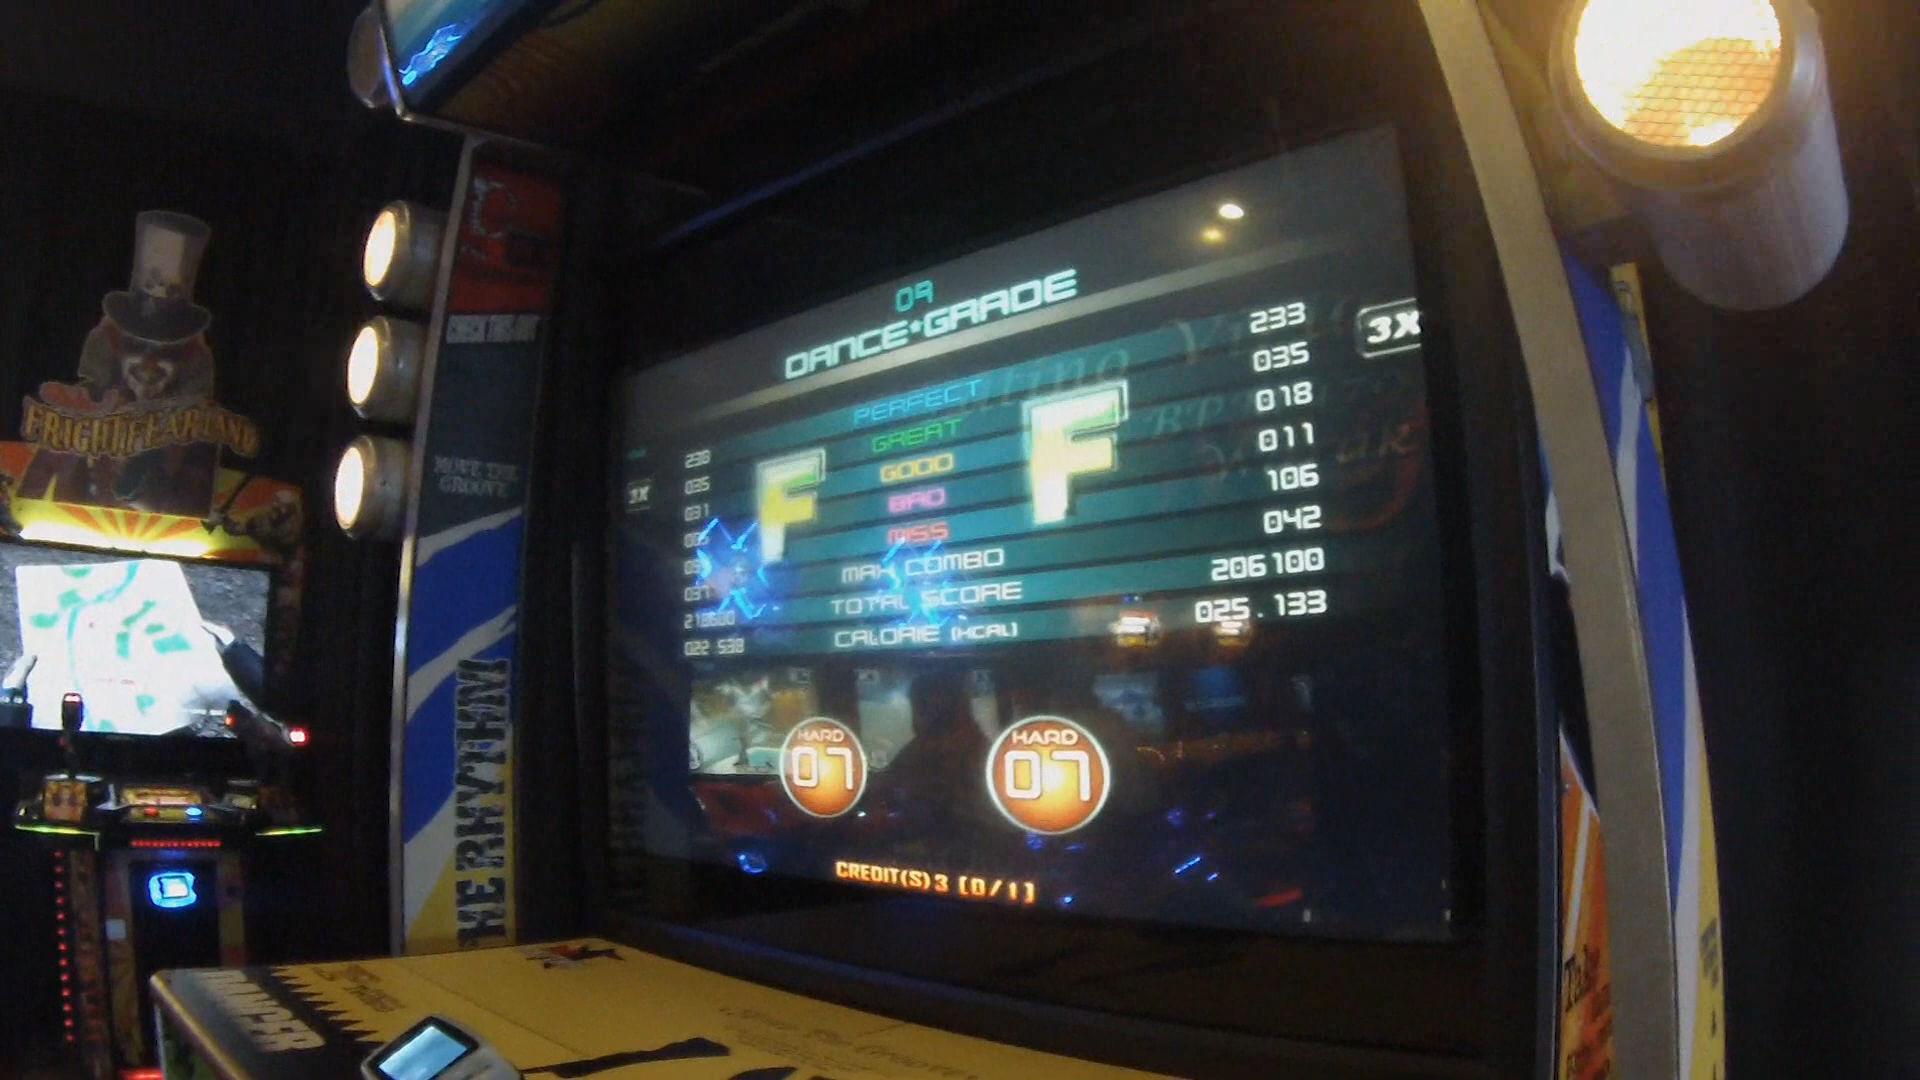 FRIGHTFEARLAND
CHECK THIS OUT
MOVE THE
GROOVE
THE RHYTHM
09
DANCE*GRADE
3X
3X
PERFECT 233
GREAT 035
230 GOOD 018
035 BAD 011
031 MISS 106
MAX COMBO 042
TOTAL SCORE 206100
218600
CALORIE (KCAL) 025.133
022.538
F
F
HARD
07
HARD
07
CREDIT(S) 3 [0/1]
DANCER